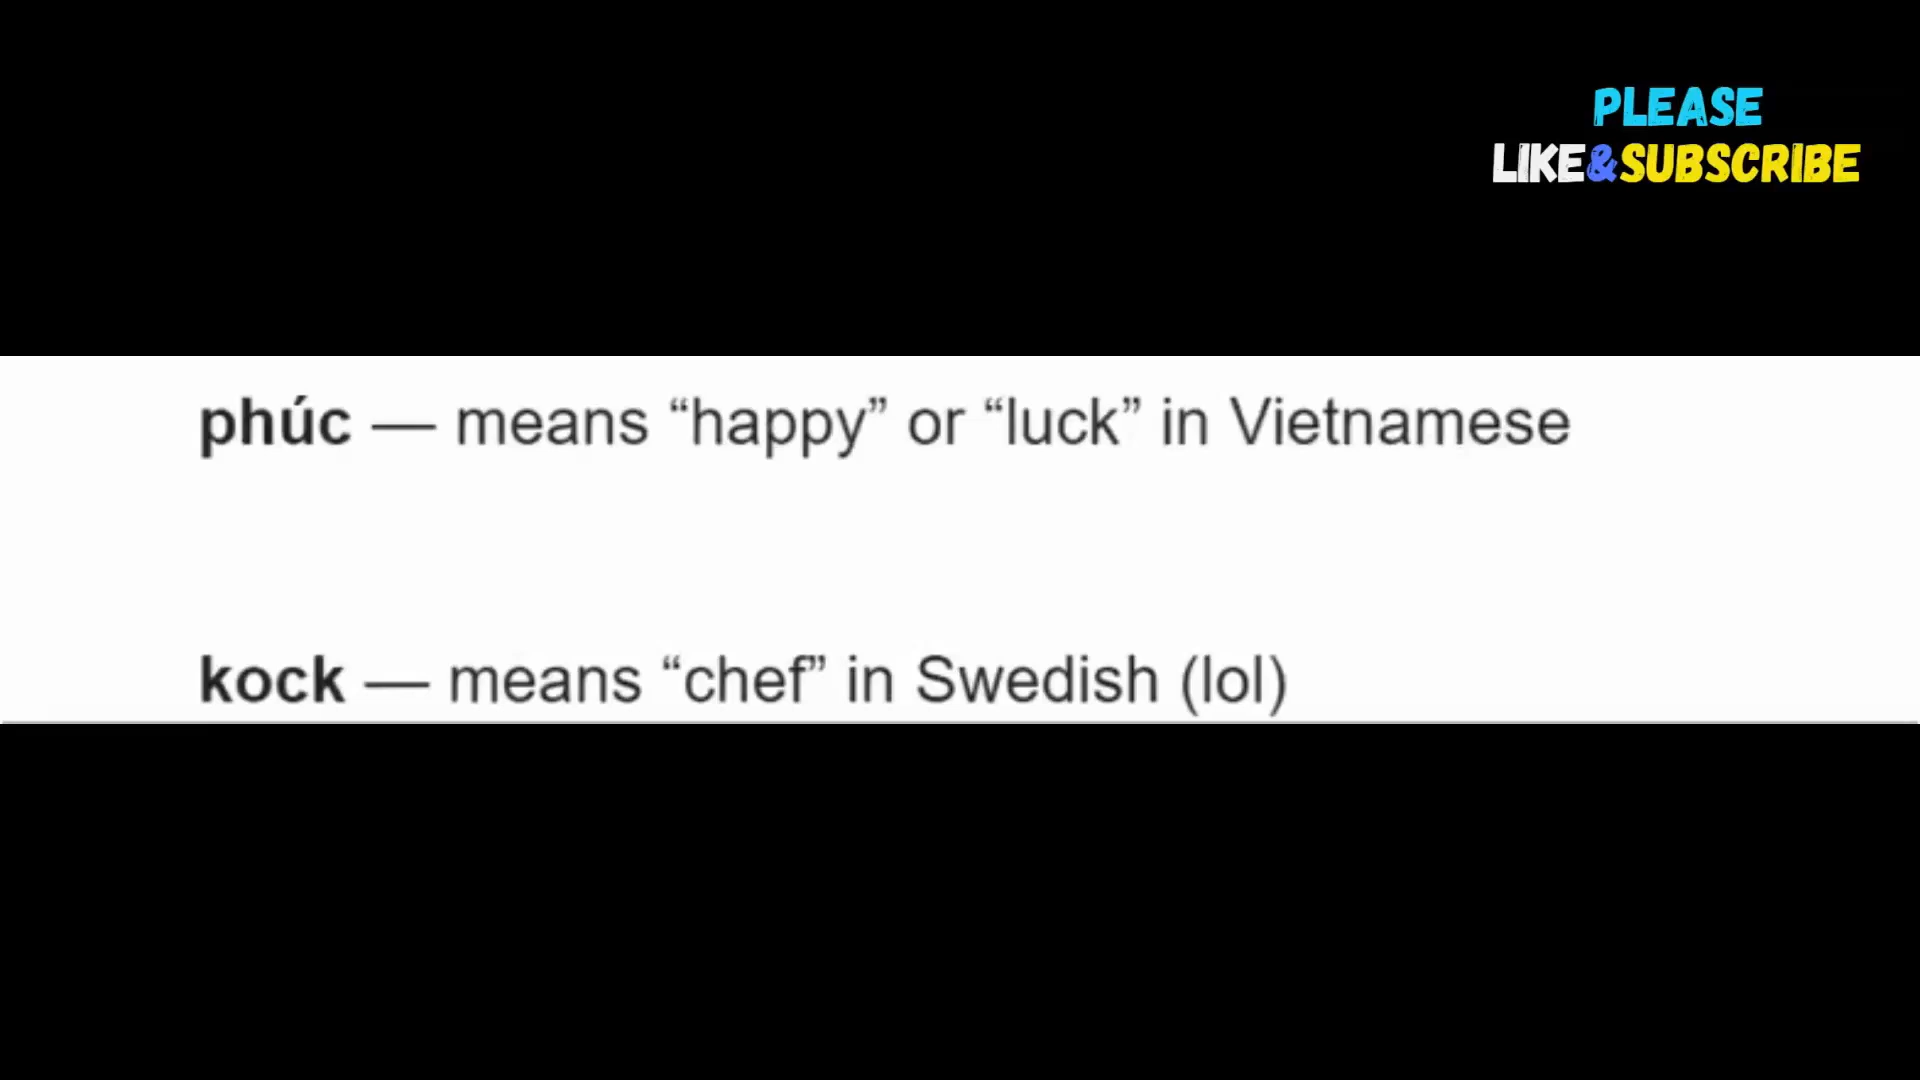 PLEASE
LIKE&SUBSCRIBE
phúc — means “happy” or “luck” in Vietnamese
kock — means “chef” in Swedish (lol)